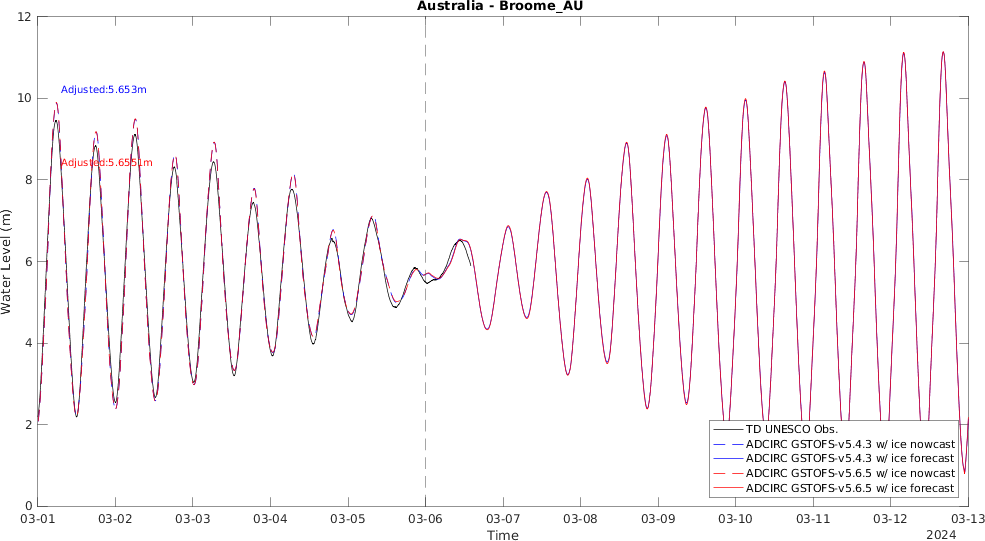 Australia - Broome_AU
12
10
8
6
4
2
0
Water Level (m)
Adjusted:5.653m
Adjusted:5.6551m
TD UNESCO Obs.
ADCIRC GSTOFS-v5.4.3 w/ ice nowcast
ADCIRC GSTOFS-v5.4.3 w/ ice forecast
ADCIRC GSTOFS-v5.6.5 w/ ice nowcast
ADCIRC GSTOFS-v5.6.5 w/ ice forecast
03-01 03-02 03-03 03-04 03-05 03-06 03-07 03-08 03-09 03-10 03-11 03-12 03-13
Time
2024